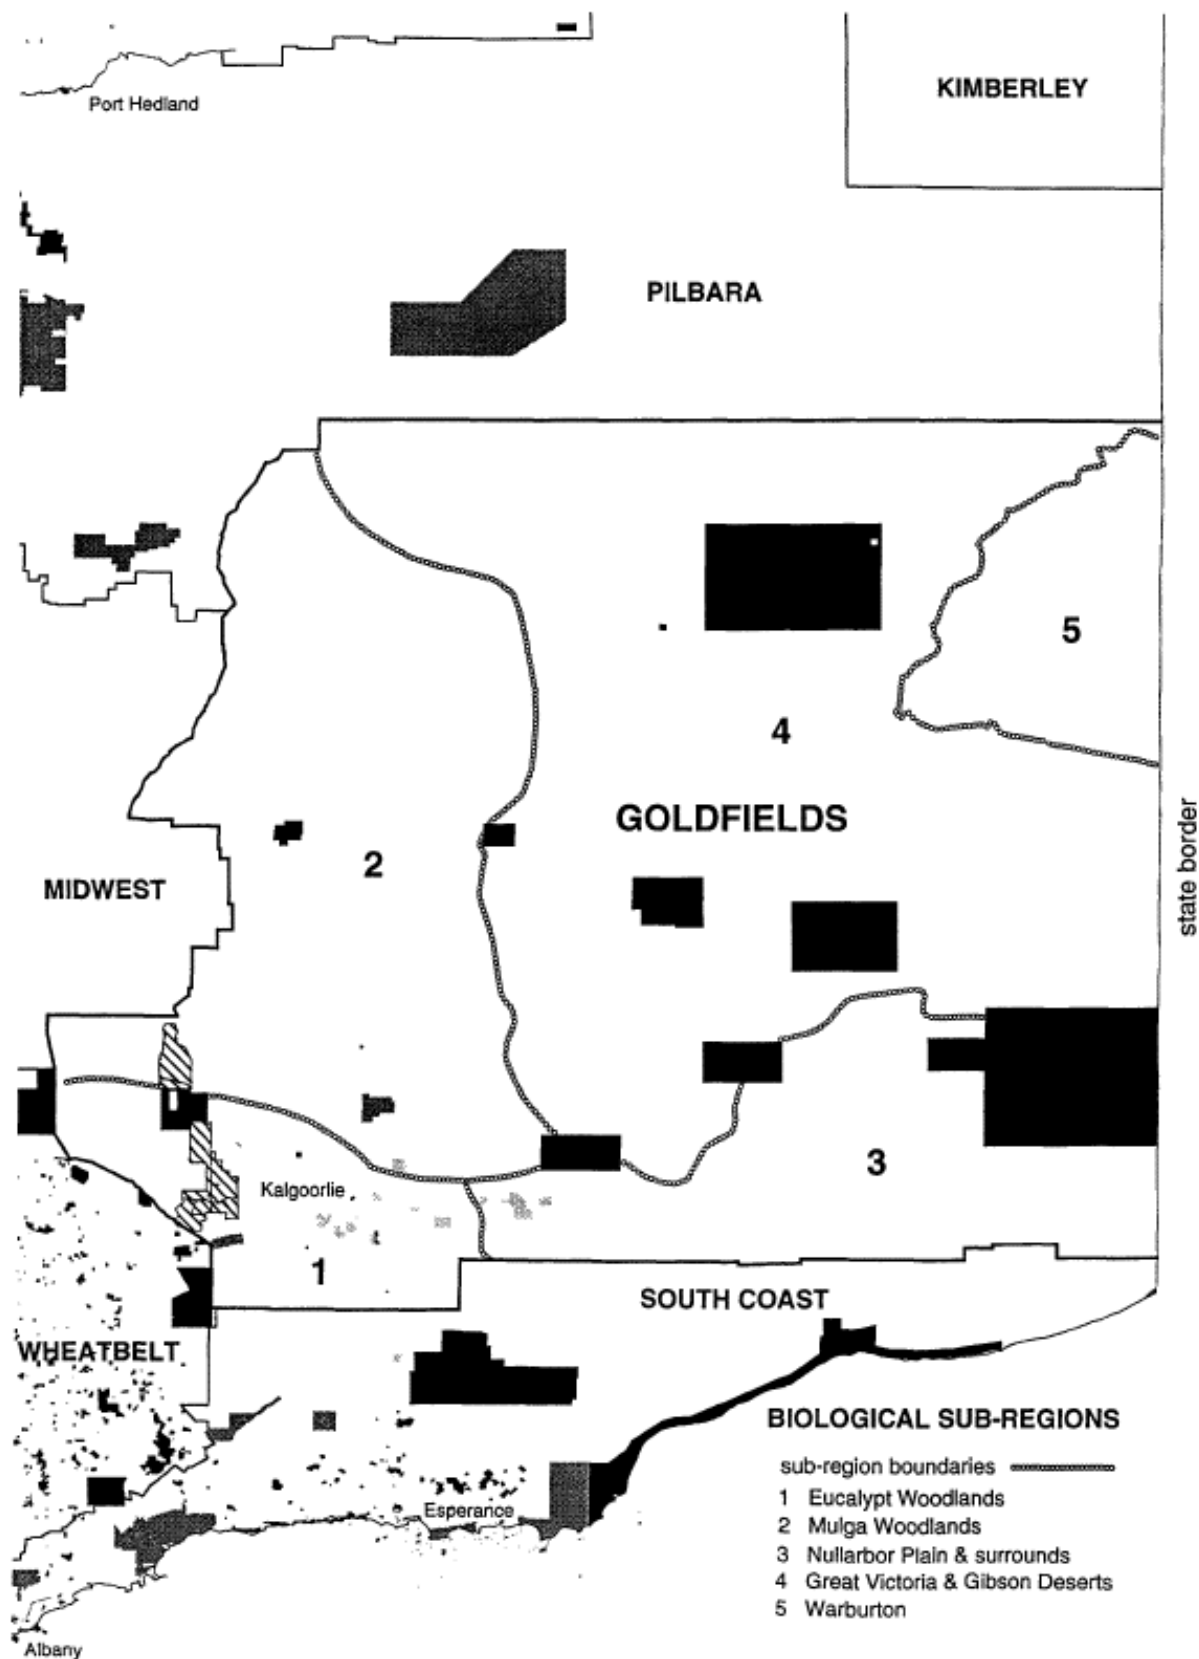 Port Hedland
KIMBERLEY
PILBARA
5
4
GOLDFIELDS
2
MIDWEST
state border
3
Kalgoorlie
1
SOUTH COAST
WHEATBELT
BIOLOGICAL SUB-REGIONS
sub-region boundaries
1 Eucalypt Woodlands
2 Mulga Woodlands
3 Nullarbor Plain & surrounds
4 Great Victoria & Gibson Deserts
5 Warburton
Esperance
Albany